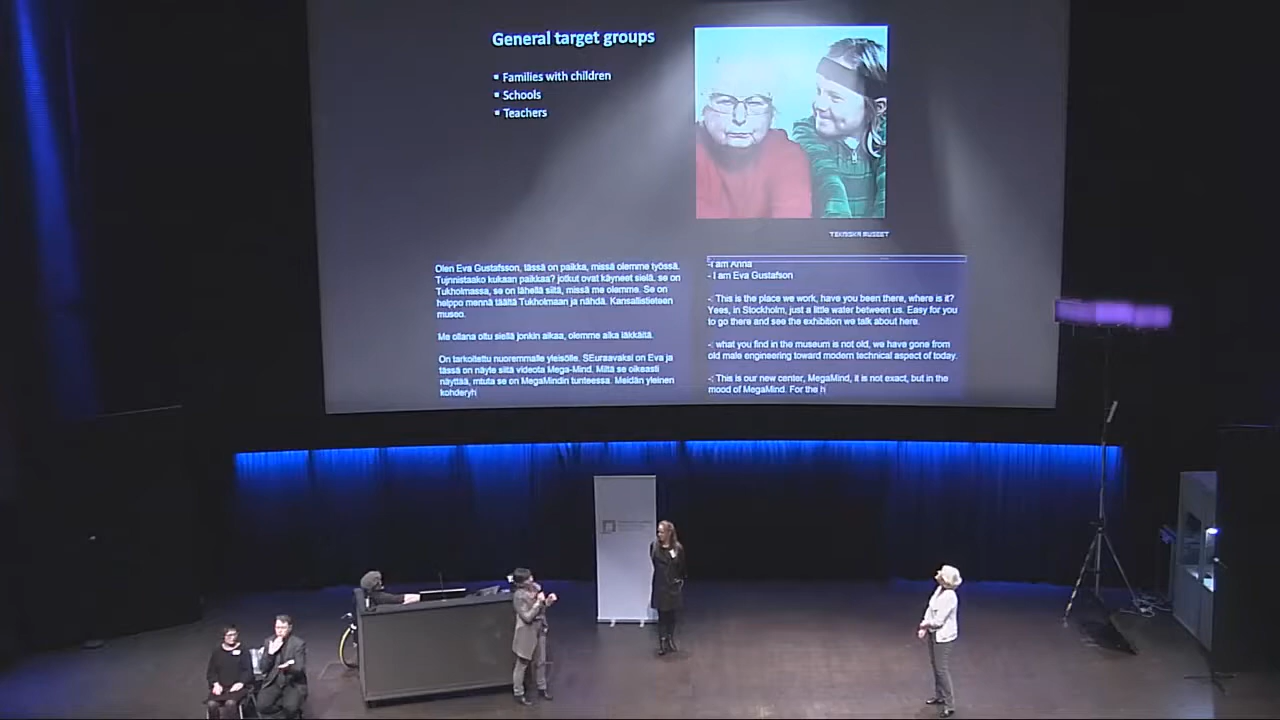 General target groups
▪ Families with children
▪ Schools
▪ Teachers
TEKNISKA MUSEET
Olen Eva Gustafsson, tässä on paikka, missä olemme työssä.
Tunnistaako kukaan paikkaa? jotkut ovat käyneet sielä. se on
Tukholmassa, se on lähellä siitä, missä me olemme. Se on
helppo mennä täältä Tukholmaan ja nähdä. Kansallistieteen
museo.
Me ollana oltu siellä jonkin aikaa, olemme aika iäkkäitä.
On tarkoitettu nuoremmalle yleisölle. SEuraavaksi on Eva ja
tässä on näyte siitä videota Mega-Mind. Miltä se oikeasti
näyttää, mtuta se on MegaMindin tunteessa. Meidän yleinen
kohderyh
-I am Anna
- I am Eva Gustafson
-: This is the place we work, have you been there, where is it?
Yees, in Stockholm, just a little water between us. Easy for you
to go there and see the exhibition we talk about here.
-: what you find in the museum is not old, we have gone from
old male engineering toward modern technical aspect of today.
-: This is our new center, MegaMind, it is not exact, but in the
mood of MegaMind. For the h